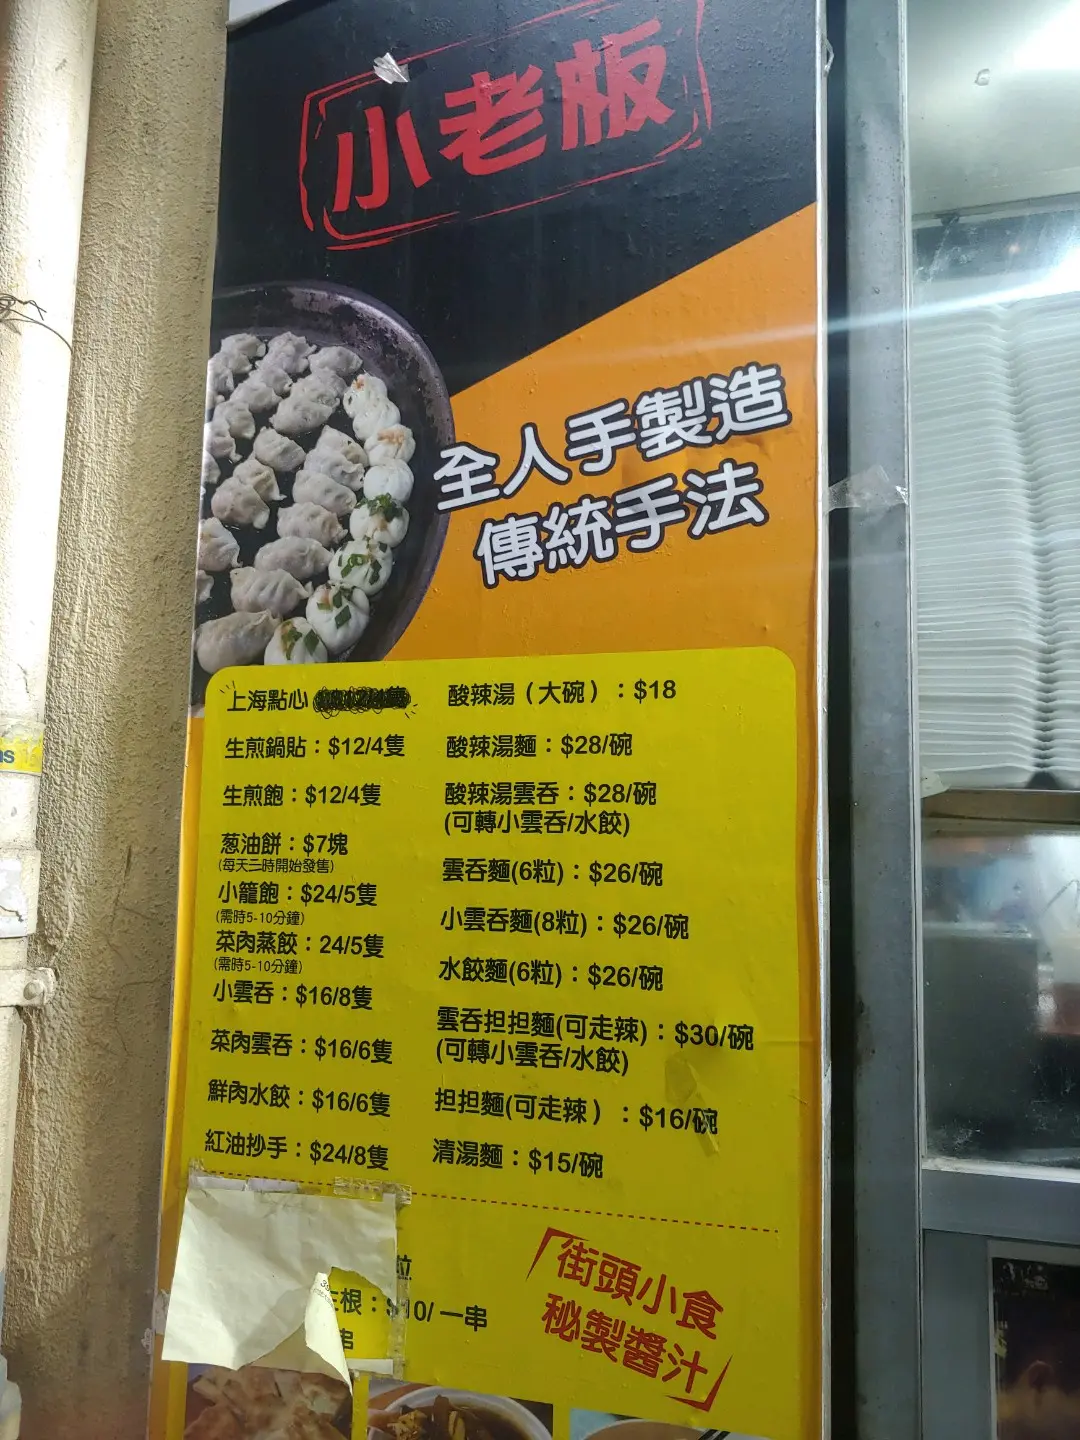 小老板
全人手製造
傳統手法
上海點心
生煎鍋貼：$12/4隻
生煎飽：$12/4隻
葱油餅：$7塊
(每天三時開始發售)
小籠飽：$24/5隻
(需時5-10分鐘)
菜肉蒸餃：24/5隻
(需時5-10分鐘)
小雲吞：$16/8隻
菜肉雲吞：$16/6隻
鮮肉水餃：$16/6隻
紅油抄手：$24/8隻
酸辣湯（大碗）：$18
酸辣湯麵：$28/碗
酸辣湯雲吞：$28/碗
(可轉小雲吞/水餃)
雲吞麵(6粒)：$26/碗
小雲吞麵(8粒)：$26/碗
水餃麵(6粒)：$26/碗
雲吞担担麵(可走辣)：$30/碗
(可轉小雲吞/水餃)
担担麵(可走辣）：$16/碗
清湯麵：$15/碗
粒
根：$10/一串
串
街頭小食
秘製醬汁